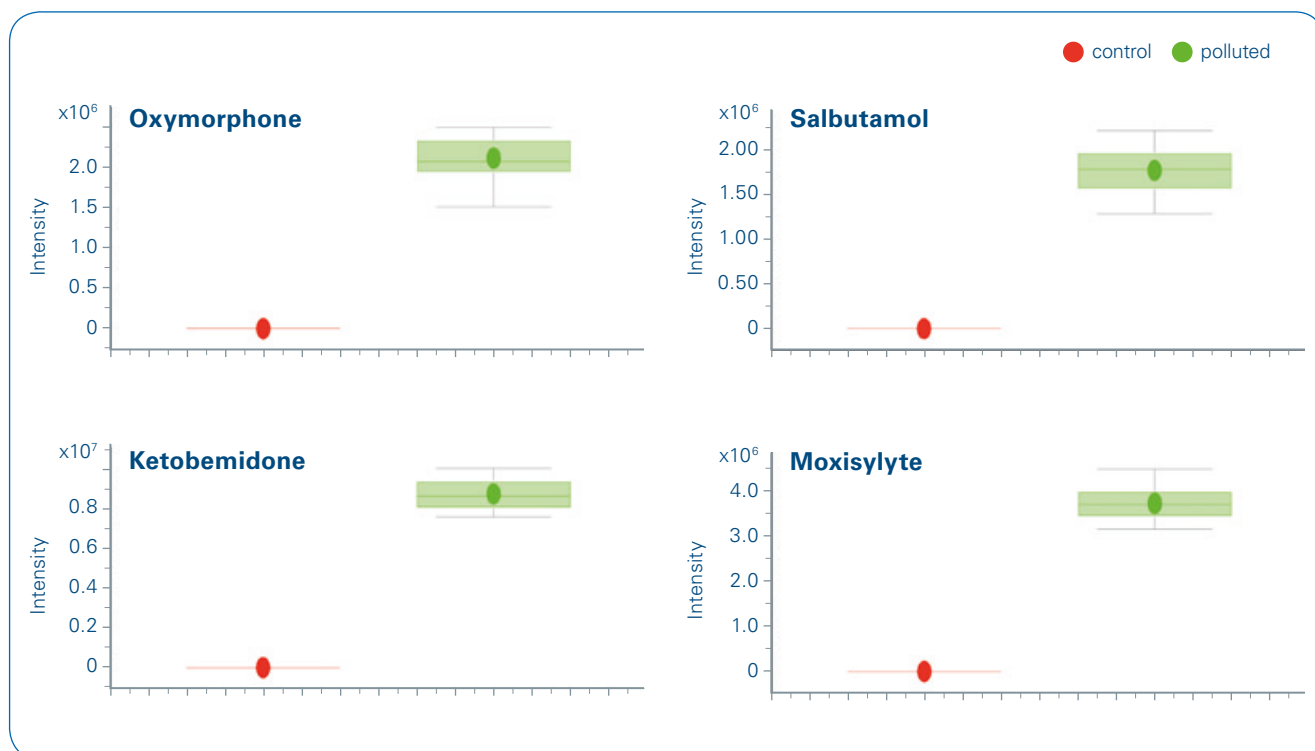 control polluted
x10⁶ Oxymorphone
Intensity
2.0
1.5
1.0
0.5
0
x10⁶ Salbutamol
Intensity
2.00
1.50
1.00
0.50
0
x10⁷ Ketobemidone
Intensity
0.8
0.6
0.4
0.2
0
x10⁶ Moxisylyte
Intensity
4.0
3.0
2.0
1.0
0